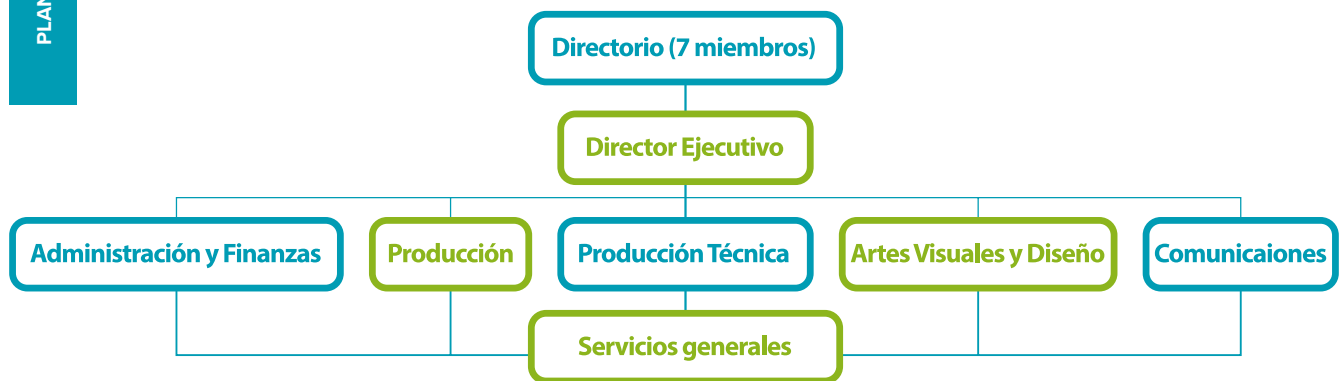 PLAN
Directorio (7 miembros)
Director Ejecutivo
Administración y Finanzas
Producción
Producción Técnica
Artes Visuales y Diseño
Comunicaiones
Servicios generales